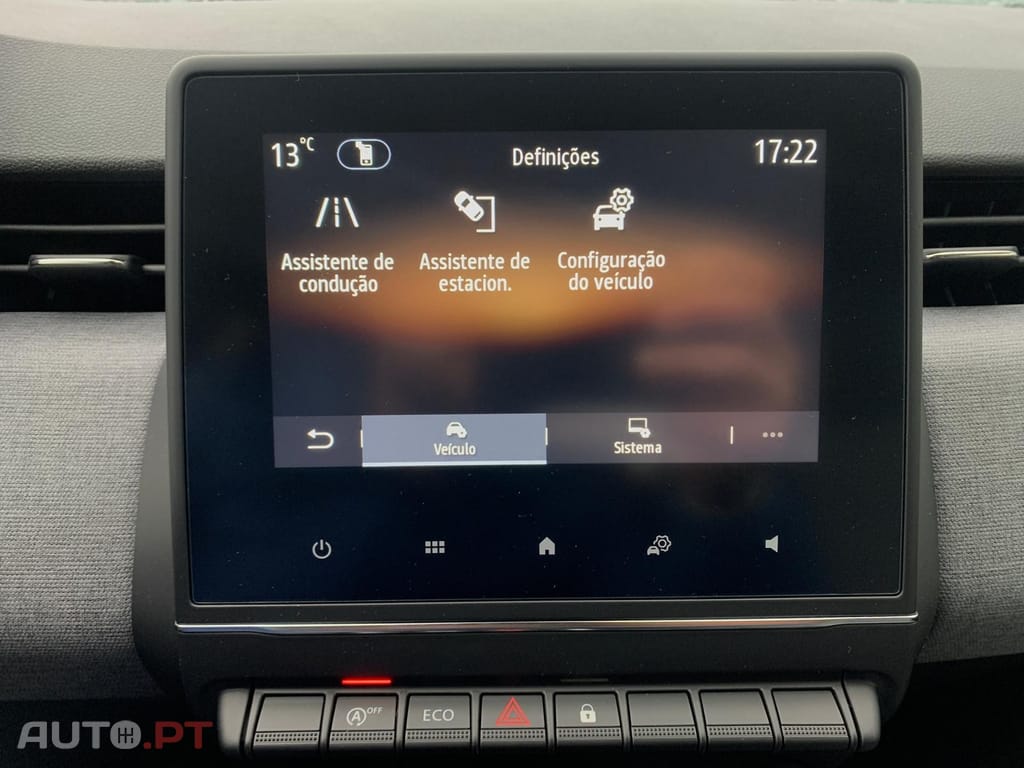 13°C
Definições
17:22
Assistente de
condução
Assistente de
estacion.
Configuração
do veículo
Veículo
Sistema
A OFF
ECO
AUTO.PT